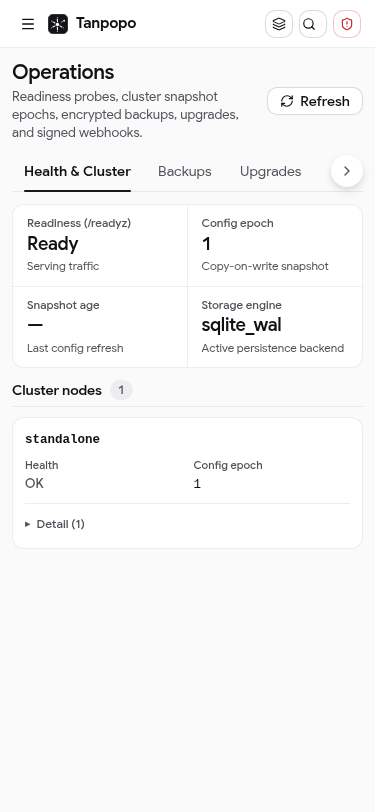 Tanpopo
Operations
Readiness probes, cluster snapshot
epochs, encrypted backups, upgrades,
and signed webhooks.
Refresh
Health & Cluster
Backups
Upgrades
Readiness (/readyz)
Ready
Serving traffic
Config epoch
1
Copy-on-write snapshot
Snapshot age
—
Last config refresh
Storage engine
sqlite_wal
Active persistence backend
Cluster nodes 1
standalone
Health
OK
Config epoch
1
Detail (1)